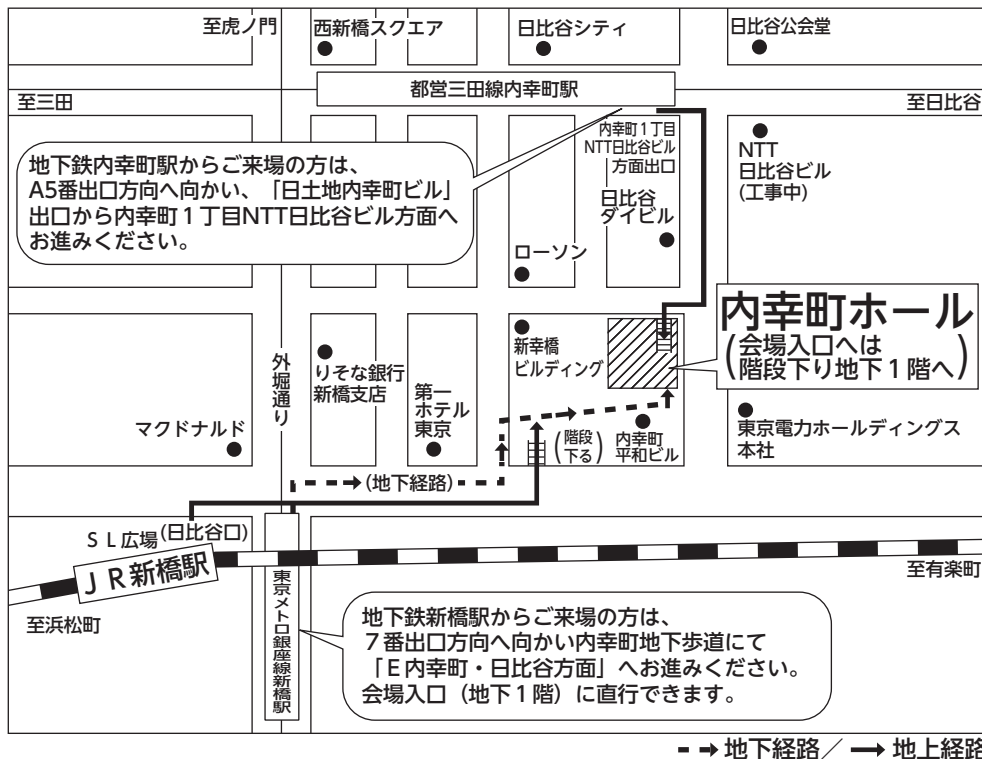 至虎ノ門
西新橋スクエア
日比谷シティ
日比谷公会堂
都営三田線内幸町駅
至三田
至日比谷
内幸町1丁目
NTT日比谷ビル
方面出口
NTT
日比谷ビル
(工事中)
地下鉄内幸町駅からご来場の方は、
A5番出口方向へ向かい、「日土地内幸町ビル」
出口から内幸町1丁目NTT日比谷ビル方面へ
お進みください。
日比谷
ダイビル
ローソン
内幸町ホール
(会場入口へは
階段下り地下1階へ)
新幸橋
ビルディング
外堀通り
りそな銀行
新橋支店
第一
ホテル
東京
マクドナルド
(階段
下る)
内幸町
平和ビル
東京電力ホールディングス
本社
(地下経路)
SL広場
(日比谷口)
JR新橋駅
至浜松町
至有楽町
東京メトロ銀座線新橋駅
地下鉄新橋駅からご来場の方は、
7番出口方向へ向かい内幸町地下歩道にて
「E内幸町・日比谷方面」へお進みください。
会場入口(地下1階)に直行できます。
地下経路/→地上経路